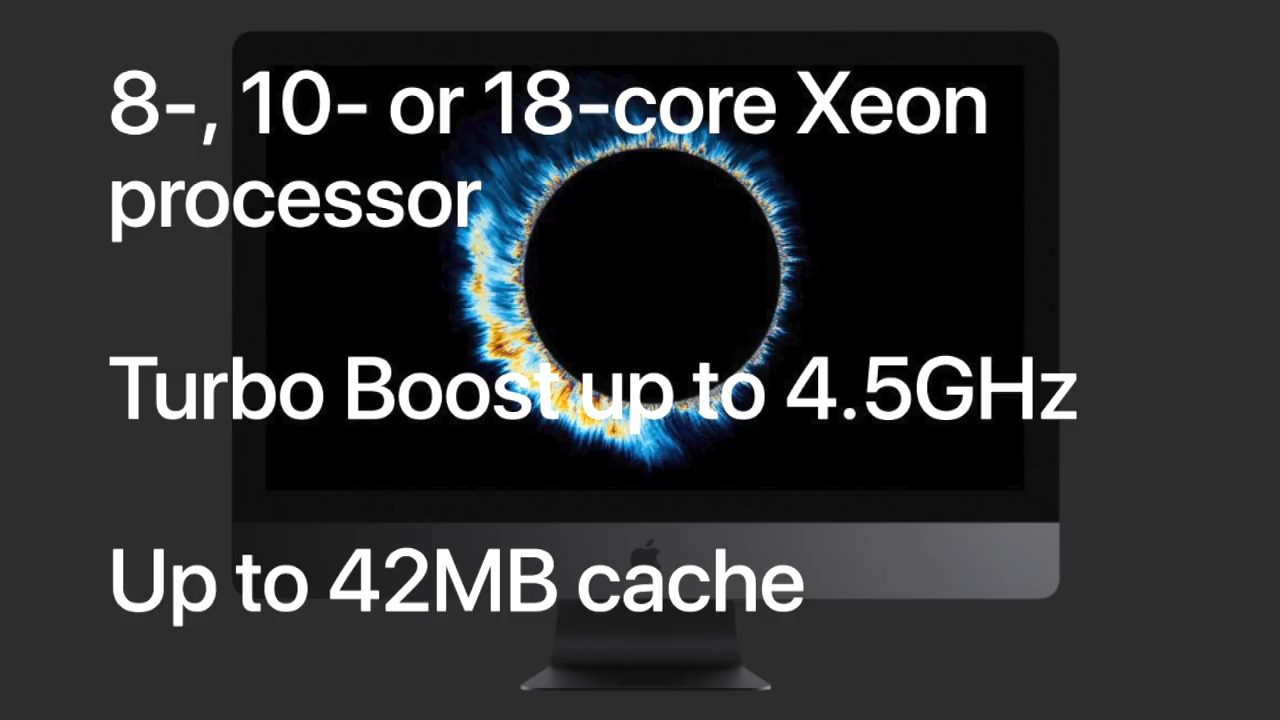 8-, 10- or 18-core Xeon
processor
Turbo Boost up to 4.5GHz
Up to 42MB cache